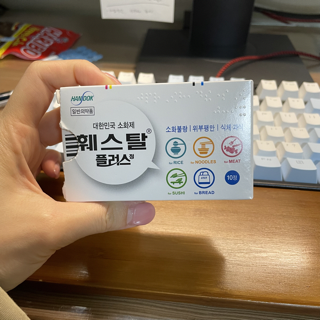 HANDOK
일반의약품
대한민국 소화제
훼스탈®
플러스정
소화불량 | 위부팽만 | 식체 과식
for RICE
for NOODLES
for MEAT
for SUSHI
for BREAD
10정